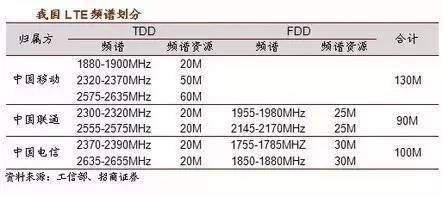 我国 LTE 频谱划分
归属方 TDD FDD 合计
频谱 频谱资源 频谱 频谱资源
中国移动 1880-1900MHz 20M 130M
2320-2370MHz 50M
2575-2635MHz 60M
中国联通 2300-2320MHz 20M 1955-1980MHz 25M 90M
2555-2575MHz 20M 2145-2170MHz 25M
中国电信 2370-2390MHz 20M 1755-1785MHZ 30M 100M
2635-2655MHz 20M 1850-1880MHz 30M
资料来源：工信部、招商证券